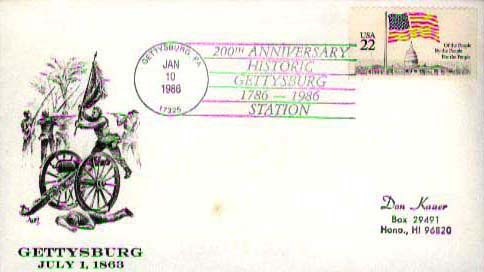 GETTYSBURG, PA
JAN
10
1986
17325
200th ANNIVERSARY
HISTORIC
GETTYSBURG
1786 — 1986
STATION
USA
22
Of the People
By the People
For the People
Don Kauer
Box 29491
Hono., HI 96820
GETTYSBURG
JULY 1, 1863